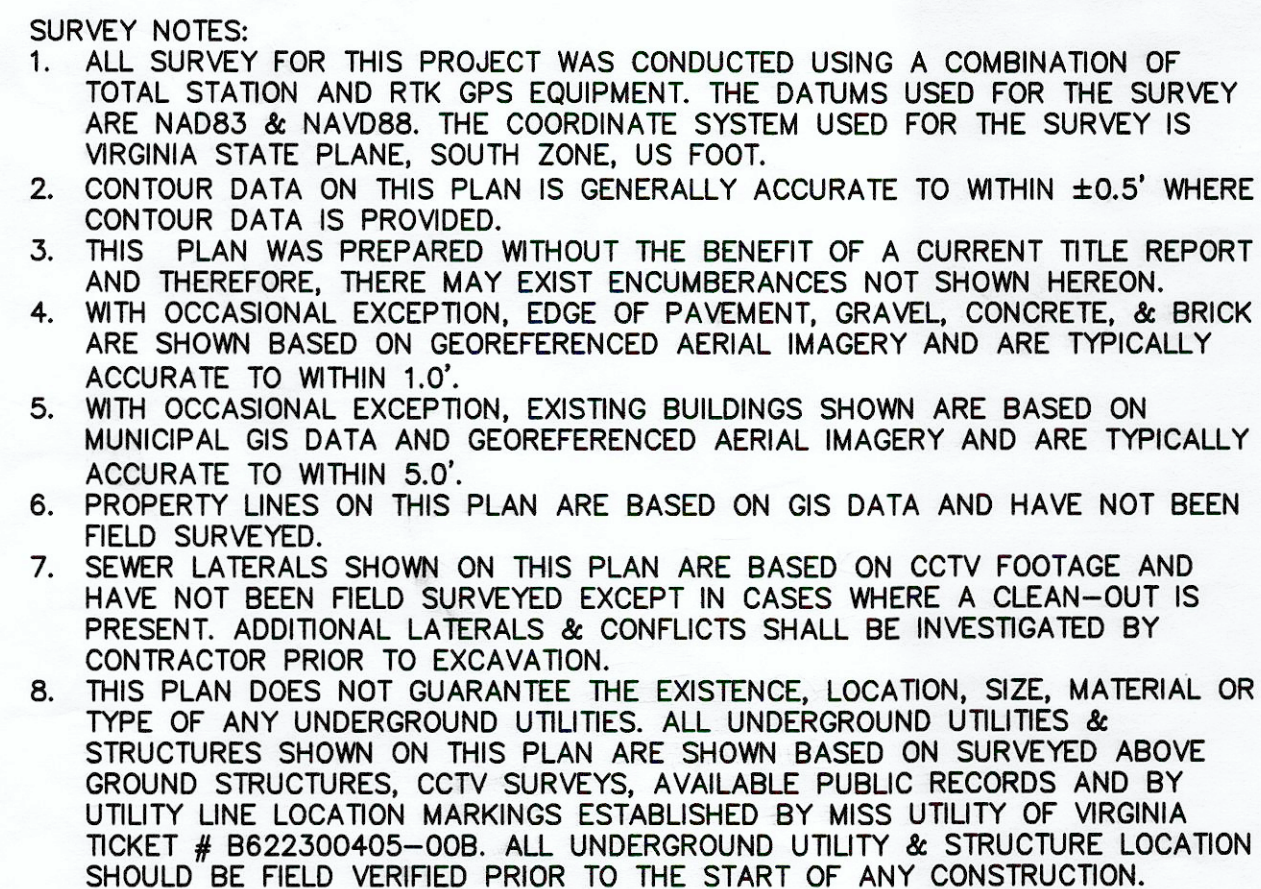 SURVEY NOTES:
1. ALL SURVEY FOR THIS PROJECT WAS CONDUCTED USING A COMBINATION OF
TOTAL STATION AND RTK GPS EQUIPMENT. THE DATUMS USED FOR THE SURVEY
ARE NAD83 & NAVD88. THE COORDINATE SYSTEM USED FOR THE SURVEY IS
VIRGINIA STATE PLANE, SOUTH ZONE, US FOOT.
2. CONTOUR DATA ON THIS PLAN IS GENERALLY ACCURATE TO WITHIN ±0.5' WHERE
CONTOUR DATA IS PROVIDED.
3. THIS PLAN WAS PREPARED WITHOUT THE BENEFIT OF A CURRENT TITLE REPORT
AND THEREFORE, THERE MAY EXIST ENCUMBERANCES NOT SHOWN HEREON.
4. WITH OCCASIONAL EXCEPTION, EDGE OF PAVEMENT, GRAVEL, CONCRETE, & BRICK
ARE SHOWN BASED ON GEOREFERENCED AERIAL IMAGERY AND ARE TYPICALLY
ACCURATE TO WITHIN 1.0'.
5. WITH OCCASIONAL EXCEPTION, EXISTING BUILDINGS SHOWN ARE BASED ON
MUNICIPAL GIS DATA AND GEOREFERENCED AERIAL IMAGERY AND ARE TYPICALLY
ACCURATE TO WITHIN 5.0'.
6. PROPERTY LINES ON THIS PLAN ARE BASED ON GIS DATA AND HAVE NOT BEEN
FIELD SURVEYED.
7. SEWER LATERALS SHOWN ON THIS PLAN ARE BASED ON CCTV FOOTAGE AND
HAVE NOT BEEN FIELD SURVEYED EXCEPT IN CASES WHERE A CLEAN-OUT IS
PRESENT. ADDITIONAL LATERALS & CONFLICTS SHALL BE INVESTIGATED BY
CONTRACTOR PRIOR TO EXCAVATION.
8. THIS PLAN DOES NOT GUARANTEE THE EXISTENCE, LOCATION, SIZE, MATERIAL OR
TYPE OF ANY UNDERGROUND UTILITIES. ALL UNDERGROUND UTILITIES &
STRUCTURES SHOWN ON THIS PLAN ARE SHOWN BASED ON SURVEYED ABOVE
GROUND STRUCTURES, CCTV SURVEYS, AVAILABLE PUBLIC RECORDS AND BY
UTILITY LINE LOCATION MARKINGS ESTABLISHED BY MISS UTILITY OF VIRGINIA
TICKET # B622300405-00B. ALL UNDERGROUND UTILITY & STRUCTURE LOCATION
SHOULD BE FIELD VERIFIED PRIOR TO THE START OF ANY CONSTRUCTION.